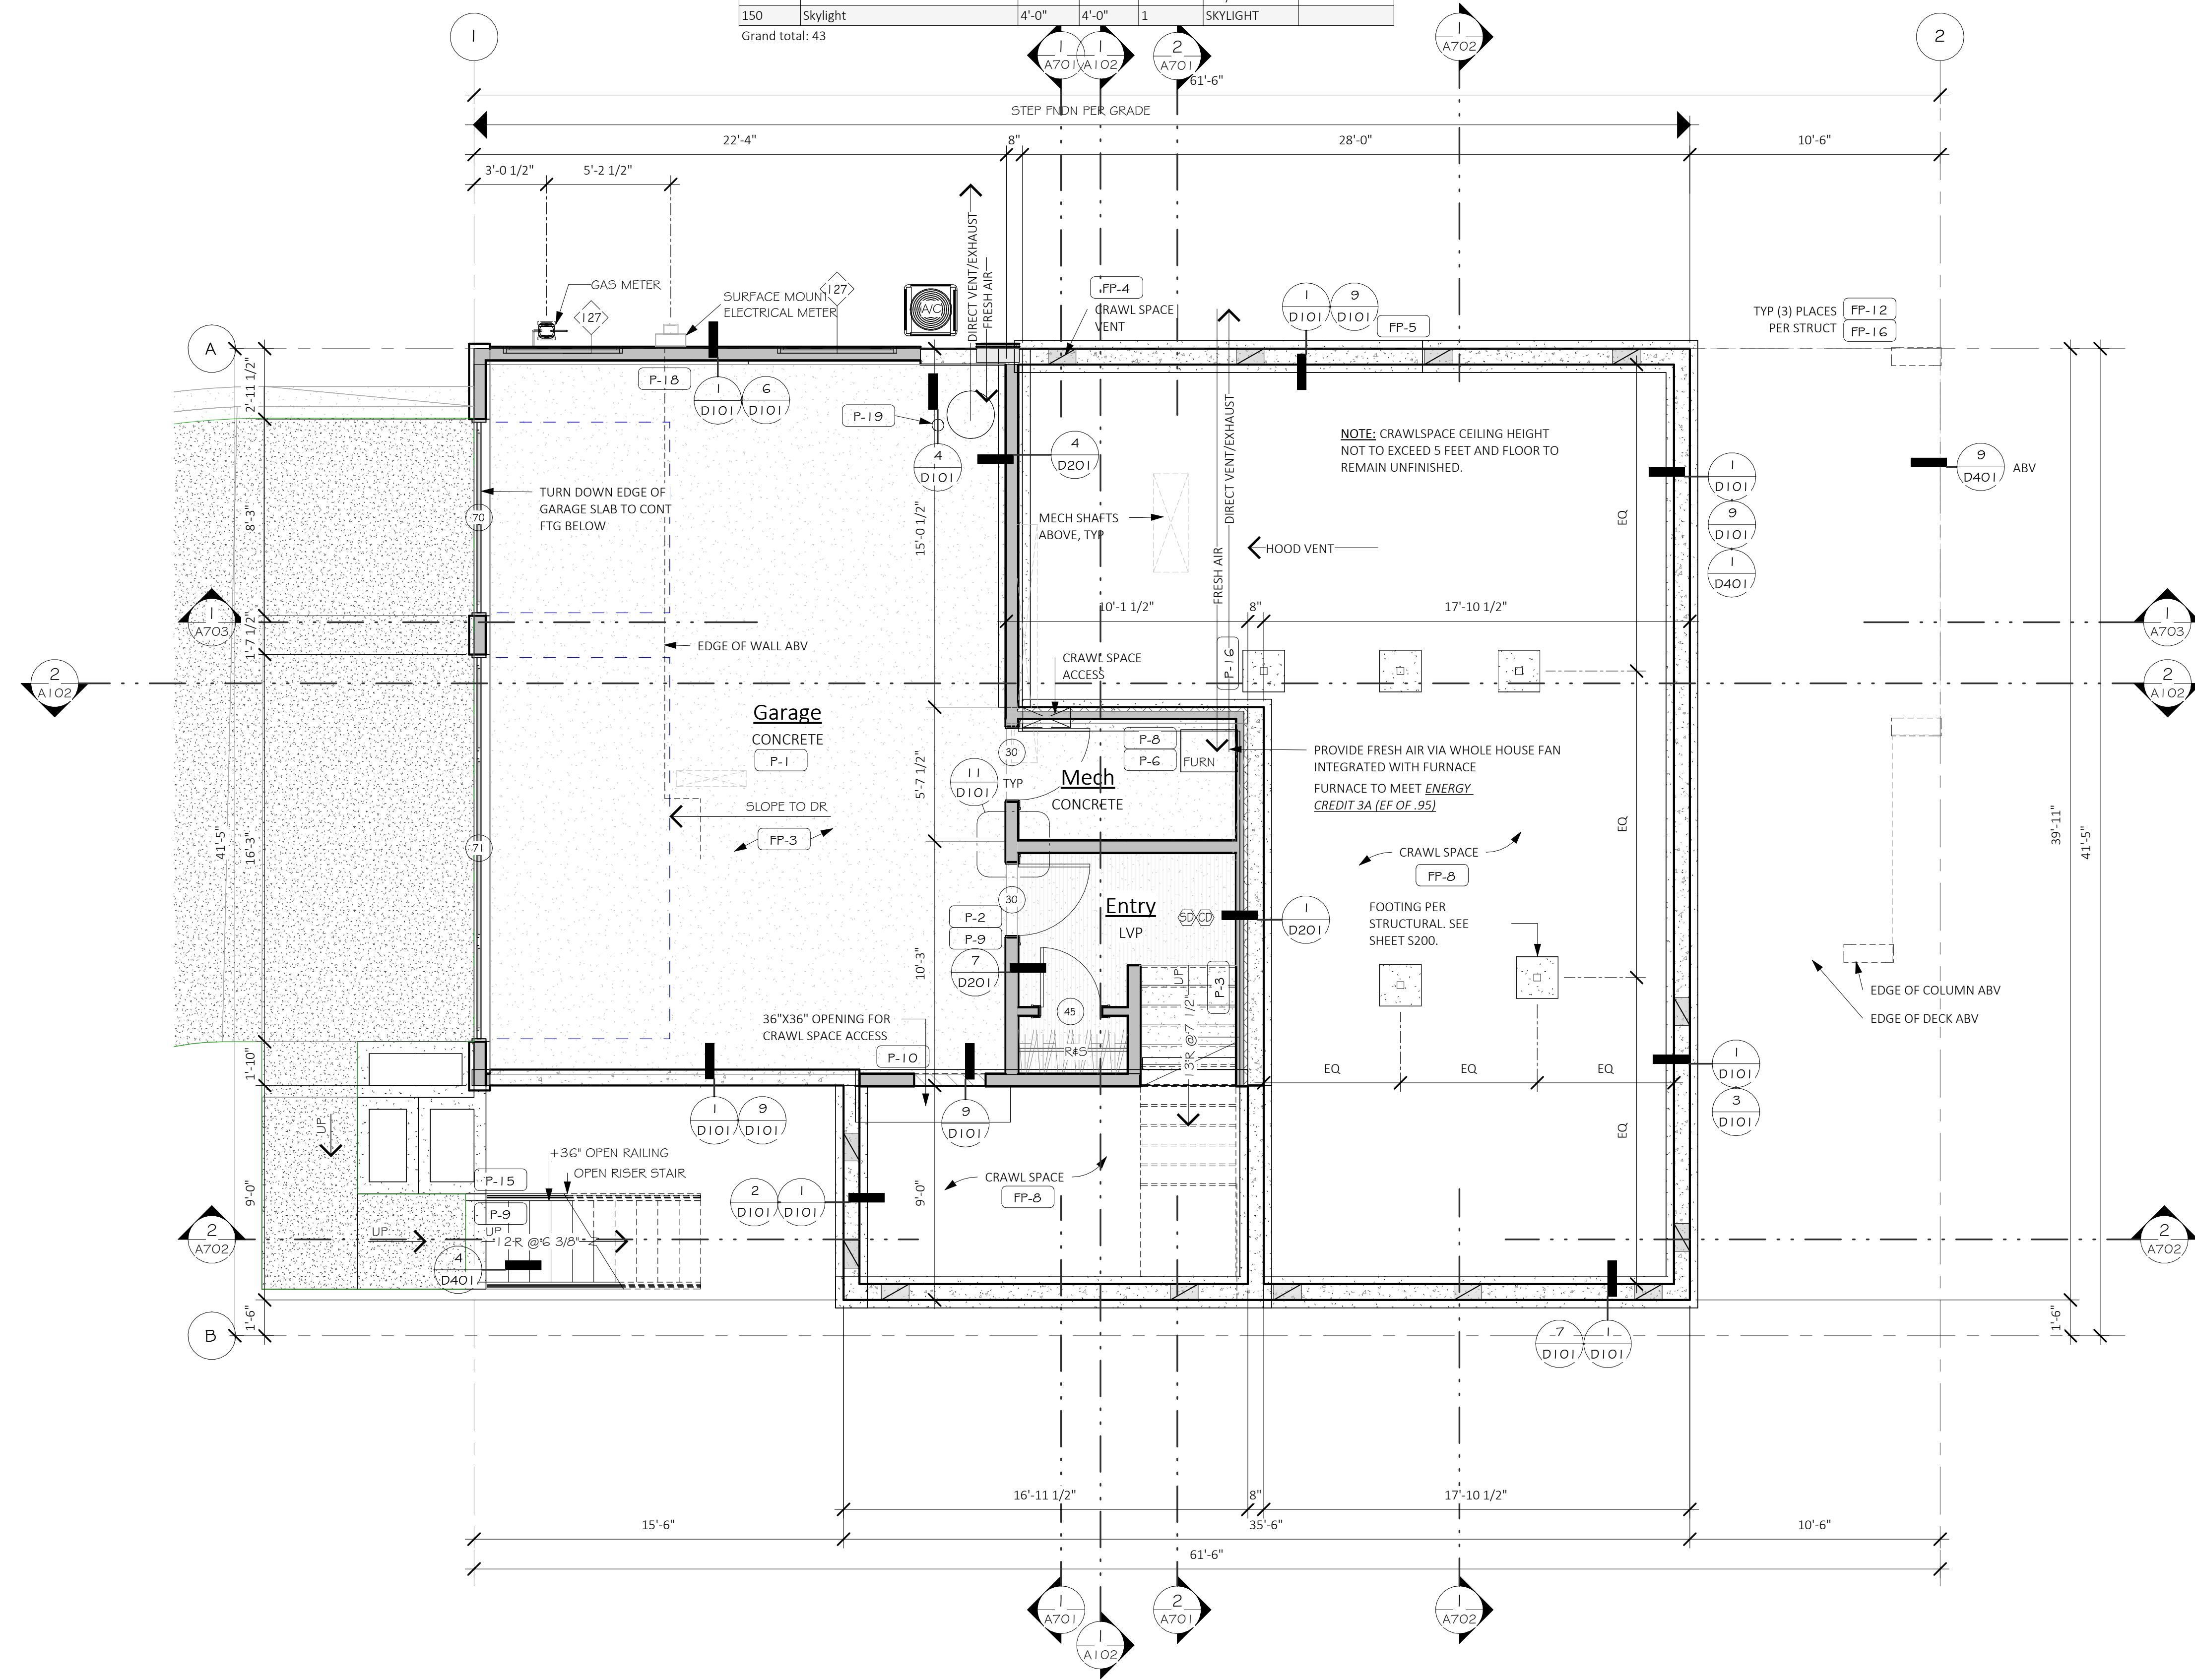 150 Skylight 4'-0" 4'-0" 1 SKYLIGHT
Grand total: 43
1
1
A701
1
A102
2
A701
1
A702
2
61'-6"
STEP FNDN PER GRADE
22'-4"
8"
28'-0"
10'-6"
3'-0 1/2"
5'-2 1/2"
DIRECT VENT/EXHAUST
FRESH AIR
GAS METER
127
SURFACE MOUNT
ELECTRICAL METER
127
A/C
FP-4
CRAWL SPACE
VENT
1
D101
9
D101
FP-5
TYP (3) PLACES
PER STRUCT
FP-12
FP-16
A
2'-11 1/2"
P-18
1
D101
6
D101
P-19
4
D101
4
D201
DIRECT VENT/EXHAUST
FRESH AIR
NOTE: CRAWLSPACE CEILING HEIGHT
NOT TO EXCEED 5 FEET AND FLOOR TO
REMAIN UNFINISHED.
1
D101
9
D101
1
D401
9
D401
ABV
TURN DOWN EDGE OF
GARAGE SLAB TO CONT
FTG BELOW
70
8'-3"
15'-0 1/2"
MECH SHAFTS
ABOVE, TYP
HOOD VENT
EQ
1
A703
1'-7 1/2"
10'-1 1/2"
8"
17'-10 1/2"
1
A703
EDGE OF WALL ABV
CRAWL SPACE
ACCESS
P-16
2
A102
2
A102
Garage
CONCRETE
P-1
30
P-8
P-6
FURN
Mech
CONCRETE
11
D101
TYP
5'-7 1/2"
PROVIDE FRESH AIR VIA WHOLE HOUSE FAN
INTEGRATED WITH FURNACE
FURNACE TO MEET ENERGY
CREDIT 3A (EF OF .95)
SLOPE TO DR
FP-3
71
41'-5"
16'-3"
EQ
39'-11"
41'-5"
CRAWL SPACE
FP-8
30
P-2
P-9
7
D201
Entry
LVP
SD
CD
1
D201
FOOTING PER
STRUCTURAL. SEE
SHEET S200.
10'-3"
UP
P-3
13 R @ 7 1/2"
45
R&S
EDGE OF COLUMN ABV
EDGE OF DECK ABV
36"X36" OPENING FOR
CRAWL SPACE ACCESS
P-10
1'-10"
EQ
EQ
EQ
1
D101
3
D101
1
D101
9
D101
9
D101
EQ
UP
+36" OPEN RAILING
OPEN RISER STAIR
P-15
P-9
9'-0"
2
D101
1
D101
9'-0"
CRAWL SPACE
FP-8
2
A702
UP
UP
12 R @ 6 3/8"
4
D401
2
A702
1'-6"
B
7
D101
1
D101
1'-6"
16'-11 1/2"
8"
17'-10 1/2"
15'-6"
35'-6"
10'-6"
61'-6"
1
A701
1
A102
2
A701
1
A702